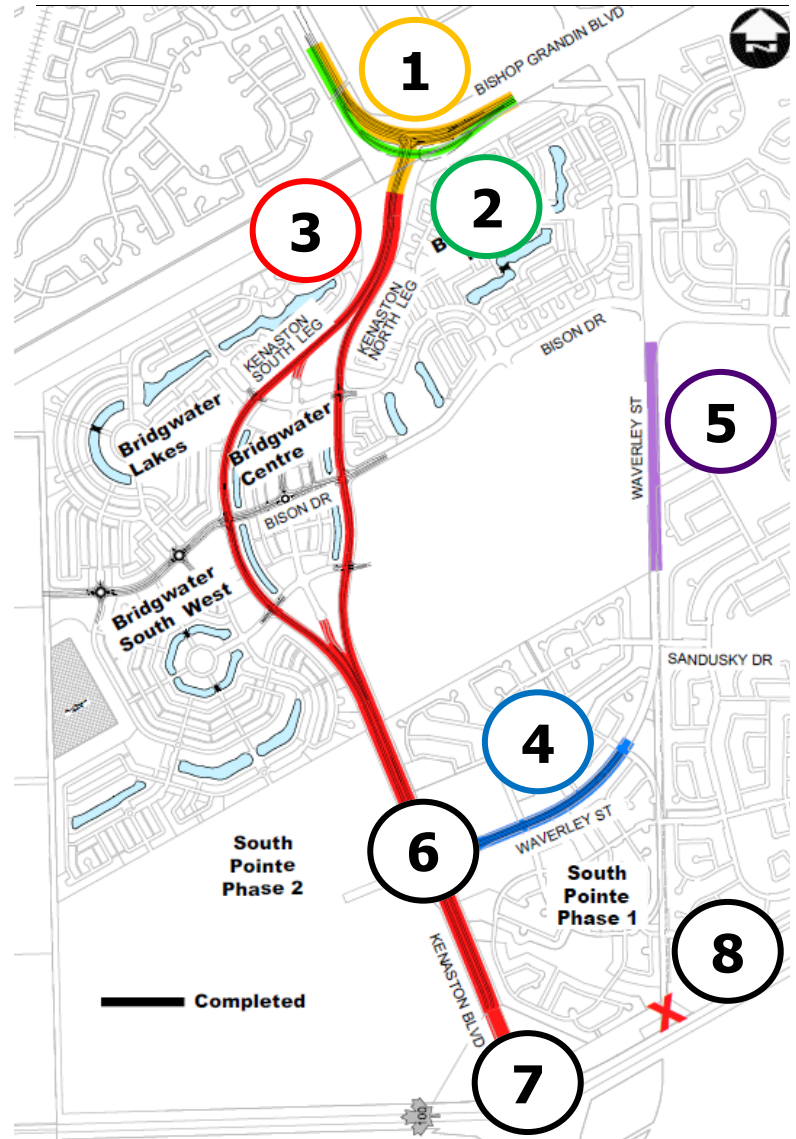 1
BISHOP GRANDIN BLVD
2
3
B
KENASTON
SOUTH LEG
KENASTON
NORTH LEG
BISON DR
Bridgwater
Lakes
Bridgwater
Centre
WAVERLEY ST
5
BISON DR
Bridgwater
South West
SANDUSKY DR
4
WAVERLEY ST
6
South
Pointe
Phase 2
South
Pointe
Phase 1
KENASTON BLVD
8
Completed
X
7
100